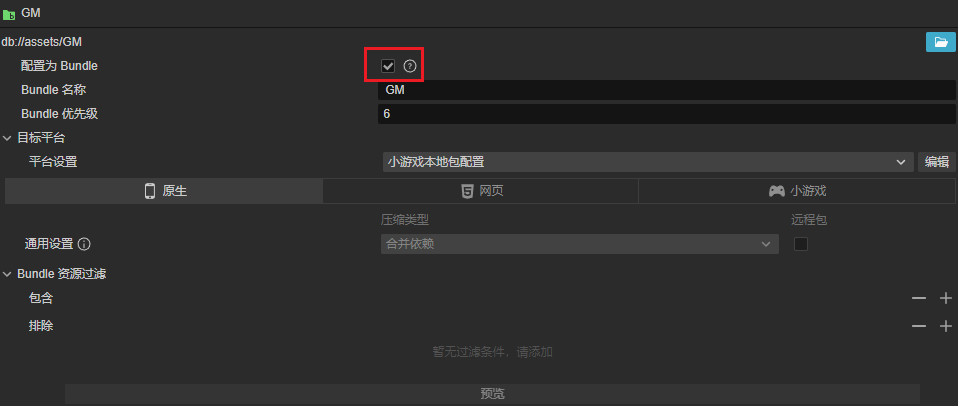 GM
db://assets/GM
配置为 Bundle
Bundle 名称 GM
Bundle 优先级 6
目标平台
平台设置 小游戏本地包配置 编辑
原生 网页 小游戏
压缩类型 远程包
通用设置 合并依赖
Bundle 资源过滤
包含
排除
暂无过滤条件，请添加
预览